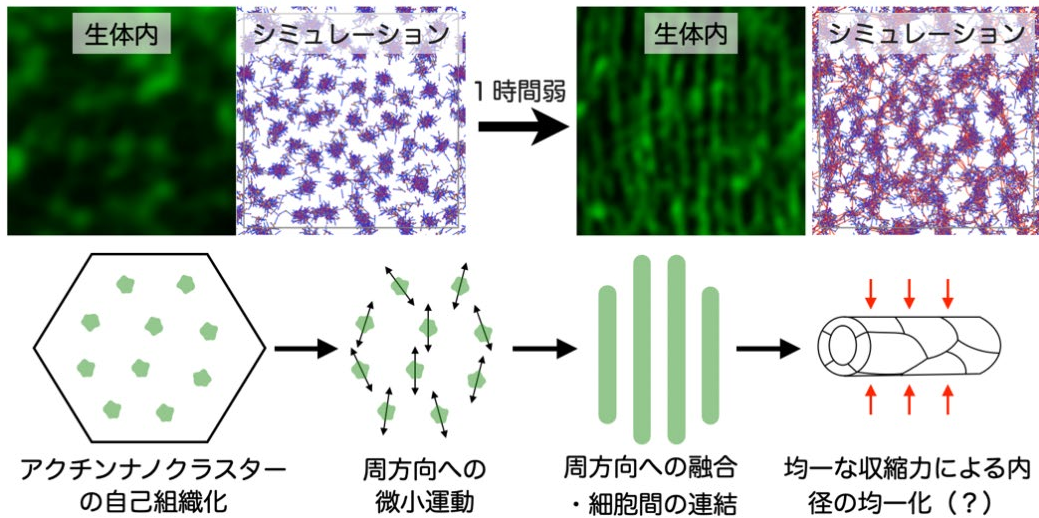 生体内
シミュレーション
1時間弱
生体内
シミュレーション
アクチンナノクラスター
の自己組織化
周方向への
微小運動
周方向への融合
・細胞間の連結
均一な収縮力による内
径の均一化（？）